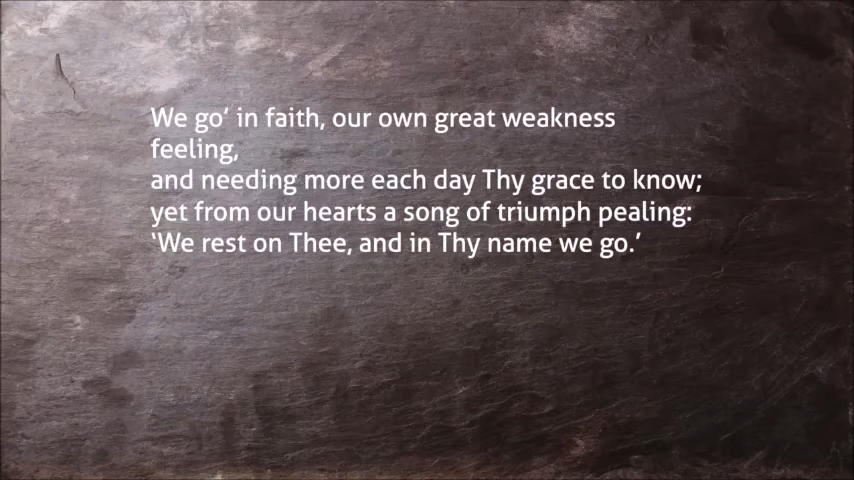 We go’ in faith, our own great weakness
feeling,
and needing more each day Thy grace to know;
yet from our hearts a song of triumph pealing:
‘We rest on Thee, and in Thy name we go.’